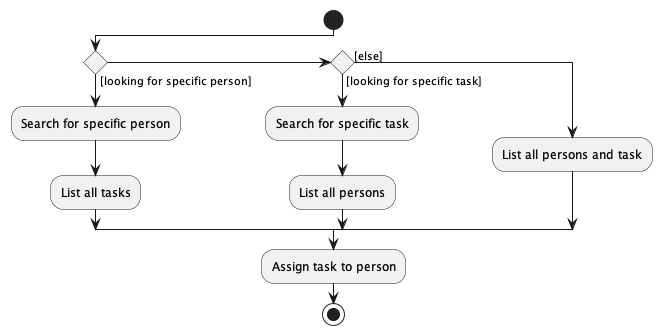 [else]
[looking for specific person]
[looking for specific task]
Search for specific person
Search for specific task
List all persons and task
List all tasks
List all persons
Assign task to person